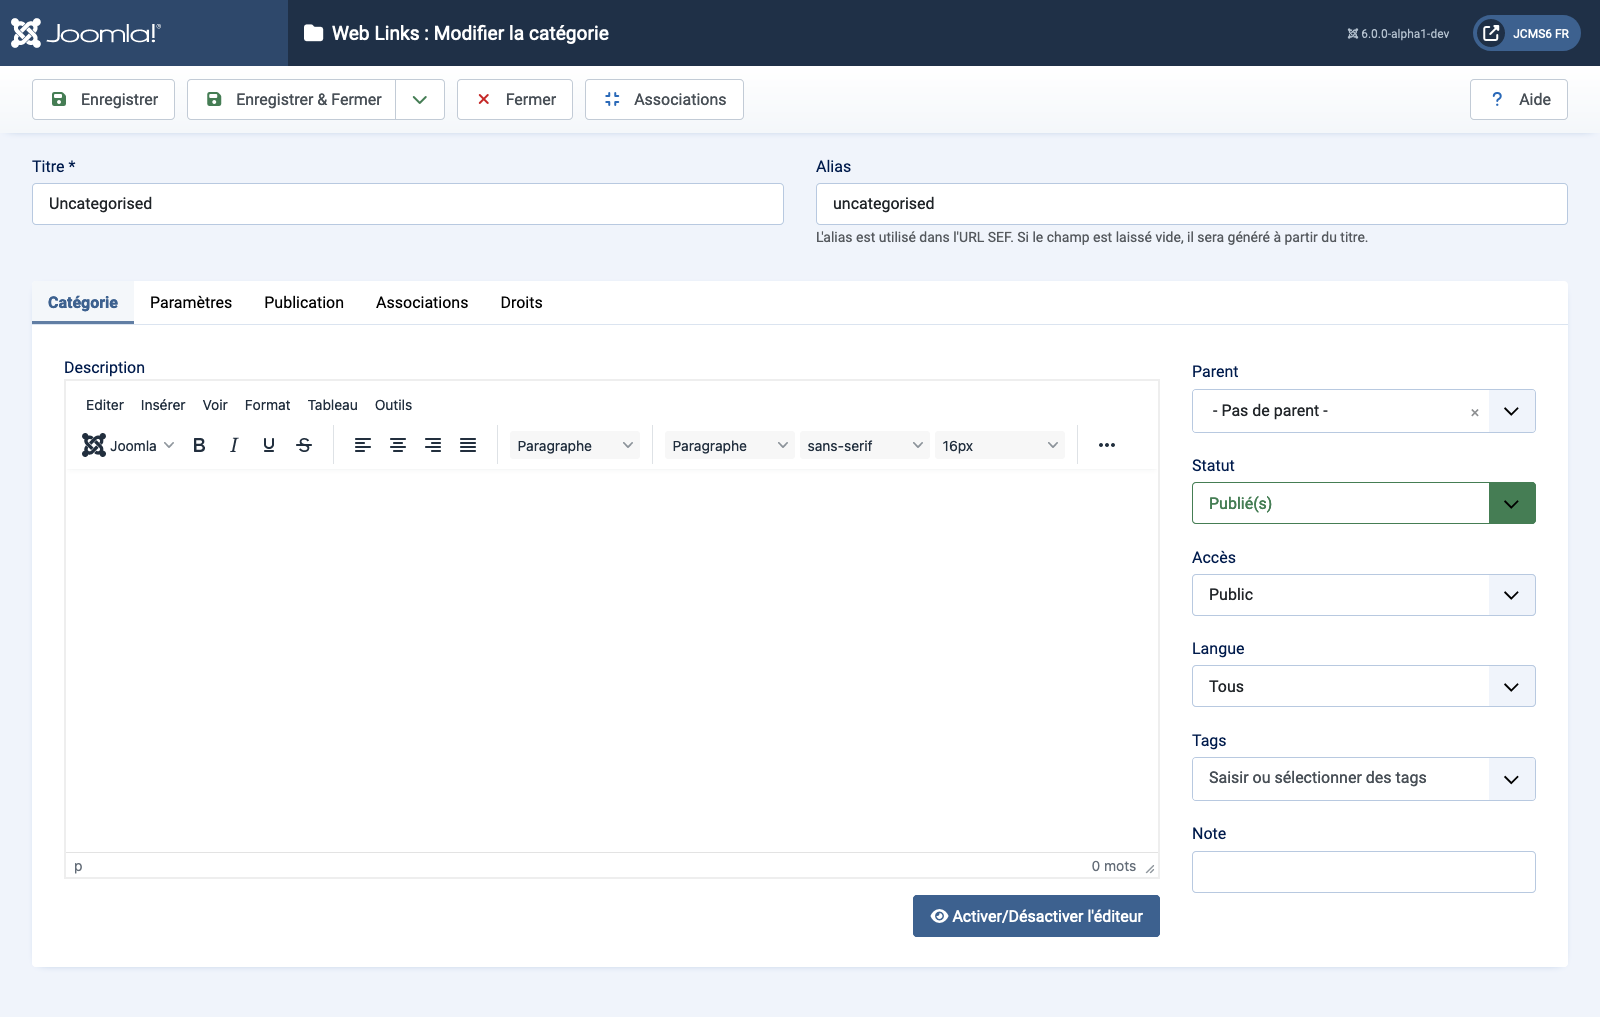 Joomla!®
Web Links : Modifier la catégorie
6.0.0-alpha1-dev
JCMS6 FR
Enregistrer
Enregistrer & Fermer
Fermer
Associations
? Aide
Titre *
Alias
Uncategorised
uncategorised
L'alias est utilisé dans l'URL SEF. Si le champ est laissé vide, il sera généré à partir du titre.
Catégorie Paramètres Publication Associations Droits
Description
Editer Insérer Voir Format Tableau Outils
Joomla B I U S Paragraphe Paragraphe sans-serif 16px
p
0 mots
Activer/Désactiver l'éditeur
Parent
- Pas de parent - ×
Statut
Publié(s)
Accès
Public
Langue
Tous
Tags
Saisir ou sélectionner des tags
Note